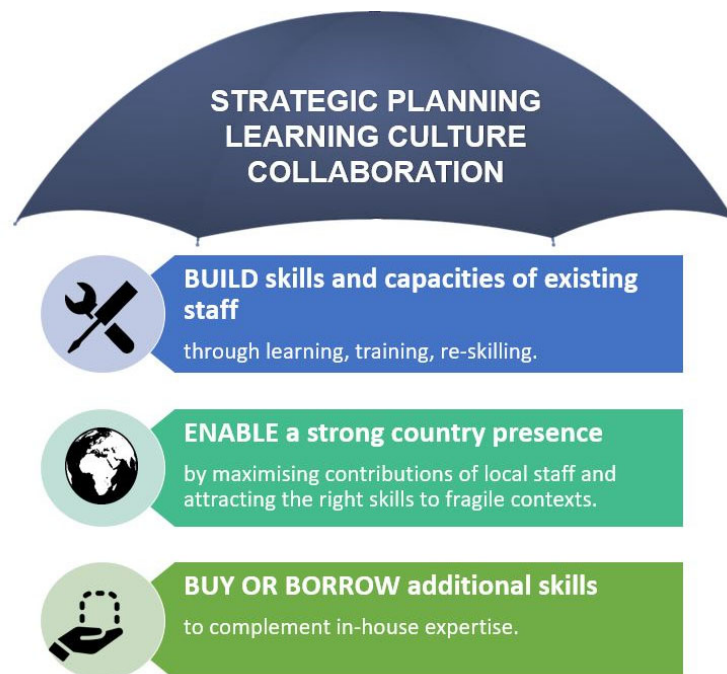 STRATEGIC PLANNING
LEARNING CULTURE
COLLABORATION
BUILD skills and capacities of existing
staff
through learning, training, re-skilling.
ENABLE a strong country presence
by maximising contributions of local staff and
attracting the right skills to fragile contexts.
BUY OR BORROW additional skills
to complement in-house expertise.